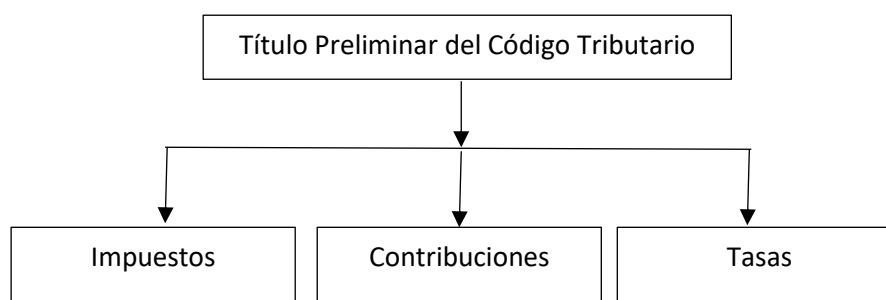 Título Preliminar del Código Tributario
Impuestos
Contribuciones
Tasas